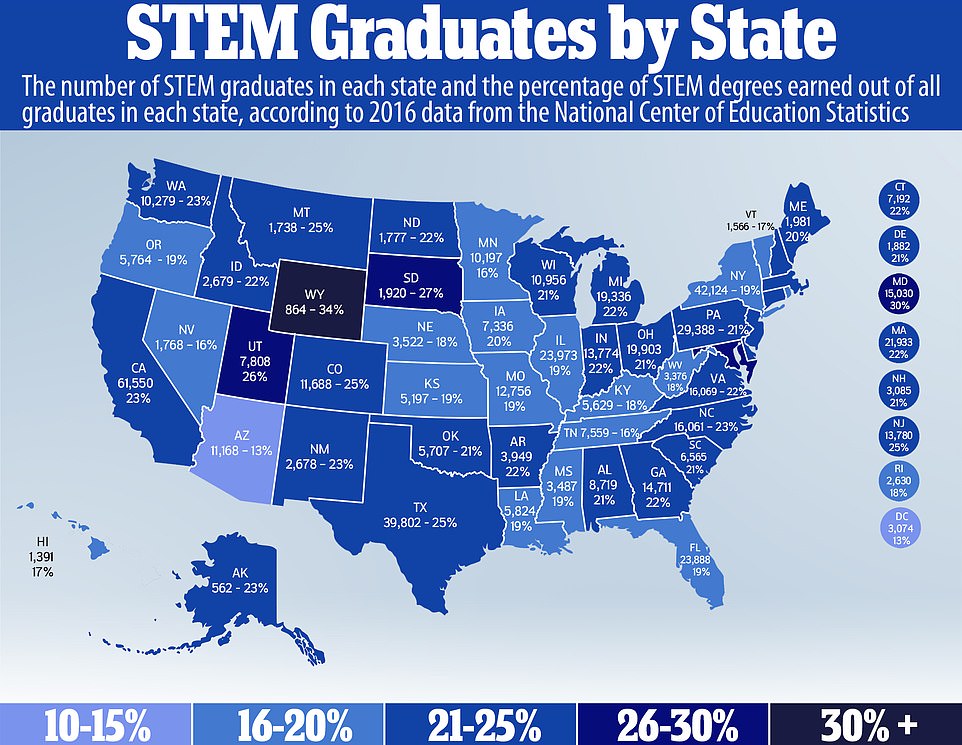 STEM Graduates by State
The number of STEM graduates in each state and the percentage of STEM degrees earned out of all
graduates in each state, according to 2016 data from the National Center of Education Statistics
WA
10,279 – 23%
OR
5,764 - 19%
ID
2,679 – 22%
MT
1,738 - 25%
ND
1,777 – 22%
SD
1,920 – 27%
WY
864 – 34%
NV
1,768 – 16%
UT
7,808
26%
CO
11,688 – 25%
CA
61,550
23%
AZ
11,168 – 13%
NM
2,678 – 23%
NE
3,522 – 18%
KS
5,197 – 19%
OK
5,707 – 21%
TX
39,802 – 25%
MN
10,197
16%
IA
7,336
20%
MO
12,756
19%
AR
3,949
22%
LA
5,824
19%
WI
10,956
21%
IL
23,973
19%
MI
19,336
22%
IN
13,774
22%
OH
19,903
21%
KY
5,629 – 18%
TN 7,559 – 16%
MS
3,487
19%
AL
8,719
21%
GA
14,711
22%
FL
23,888
19%
SC
6,565
21%
NC
16,061 – 23%
VA
16,069 – 22%
WV
3,376
18%
PA
29,388 – 21%
NY
42,124 – 19%
VT
1,566 – 17%
ME
1,981
20%
CT
7,192
22%
DE
1,882
21%
MD
15,030
30%
MA
21,933
22%
NH
3,085
21%
NJ
13,780
25%
RI
2,630
18%
DC
3,074
13%
HI
1,391
17%
AK
562 – 23%
10-15%
16-20%
21-25%
26-30%
30% +